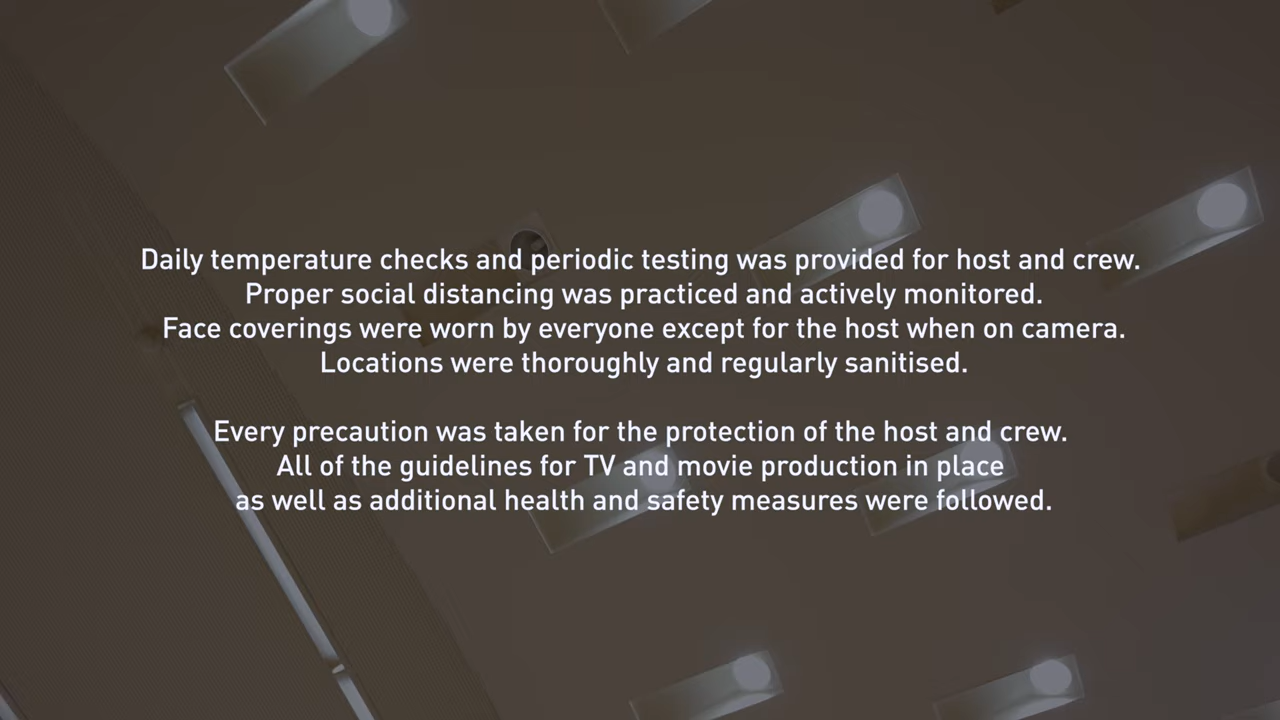 Daily temperature checks and periodic testing was provided for host and crew.
Proper social distancing was practiced and actively monitored.
Face coverings were worn by everyone except for the host when on camera.
Locations were thoroughly and regularly sanitised.
Every precaution was taken for the protection of the host and crew.
All of the guidelines for TV and movie production in place
as well as additional health and safety measures were followed.